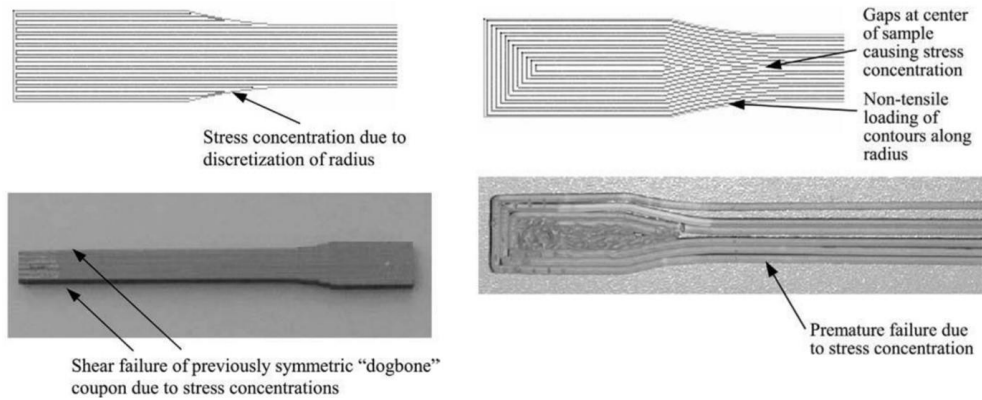 Stress concentration due to
discretization of radius
Gaps at center
of sample
causing stress
concentration
Non-tensile
loading of
contours along
radius
Shear failure of previously symmetric “dogbone”
coupon due to stress concentrations
Premature failure due
to stress concentration